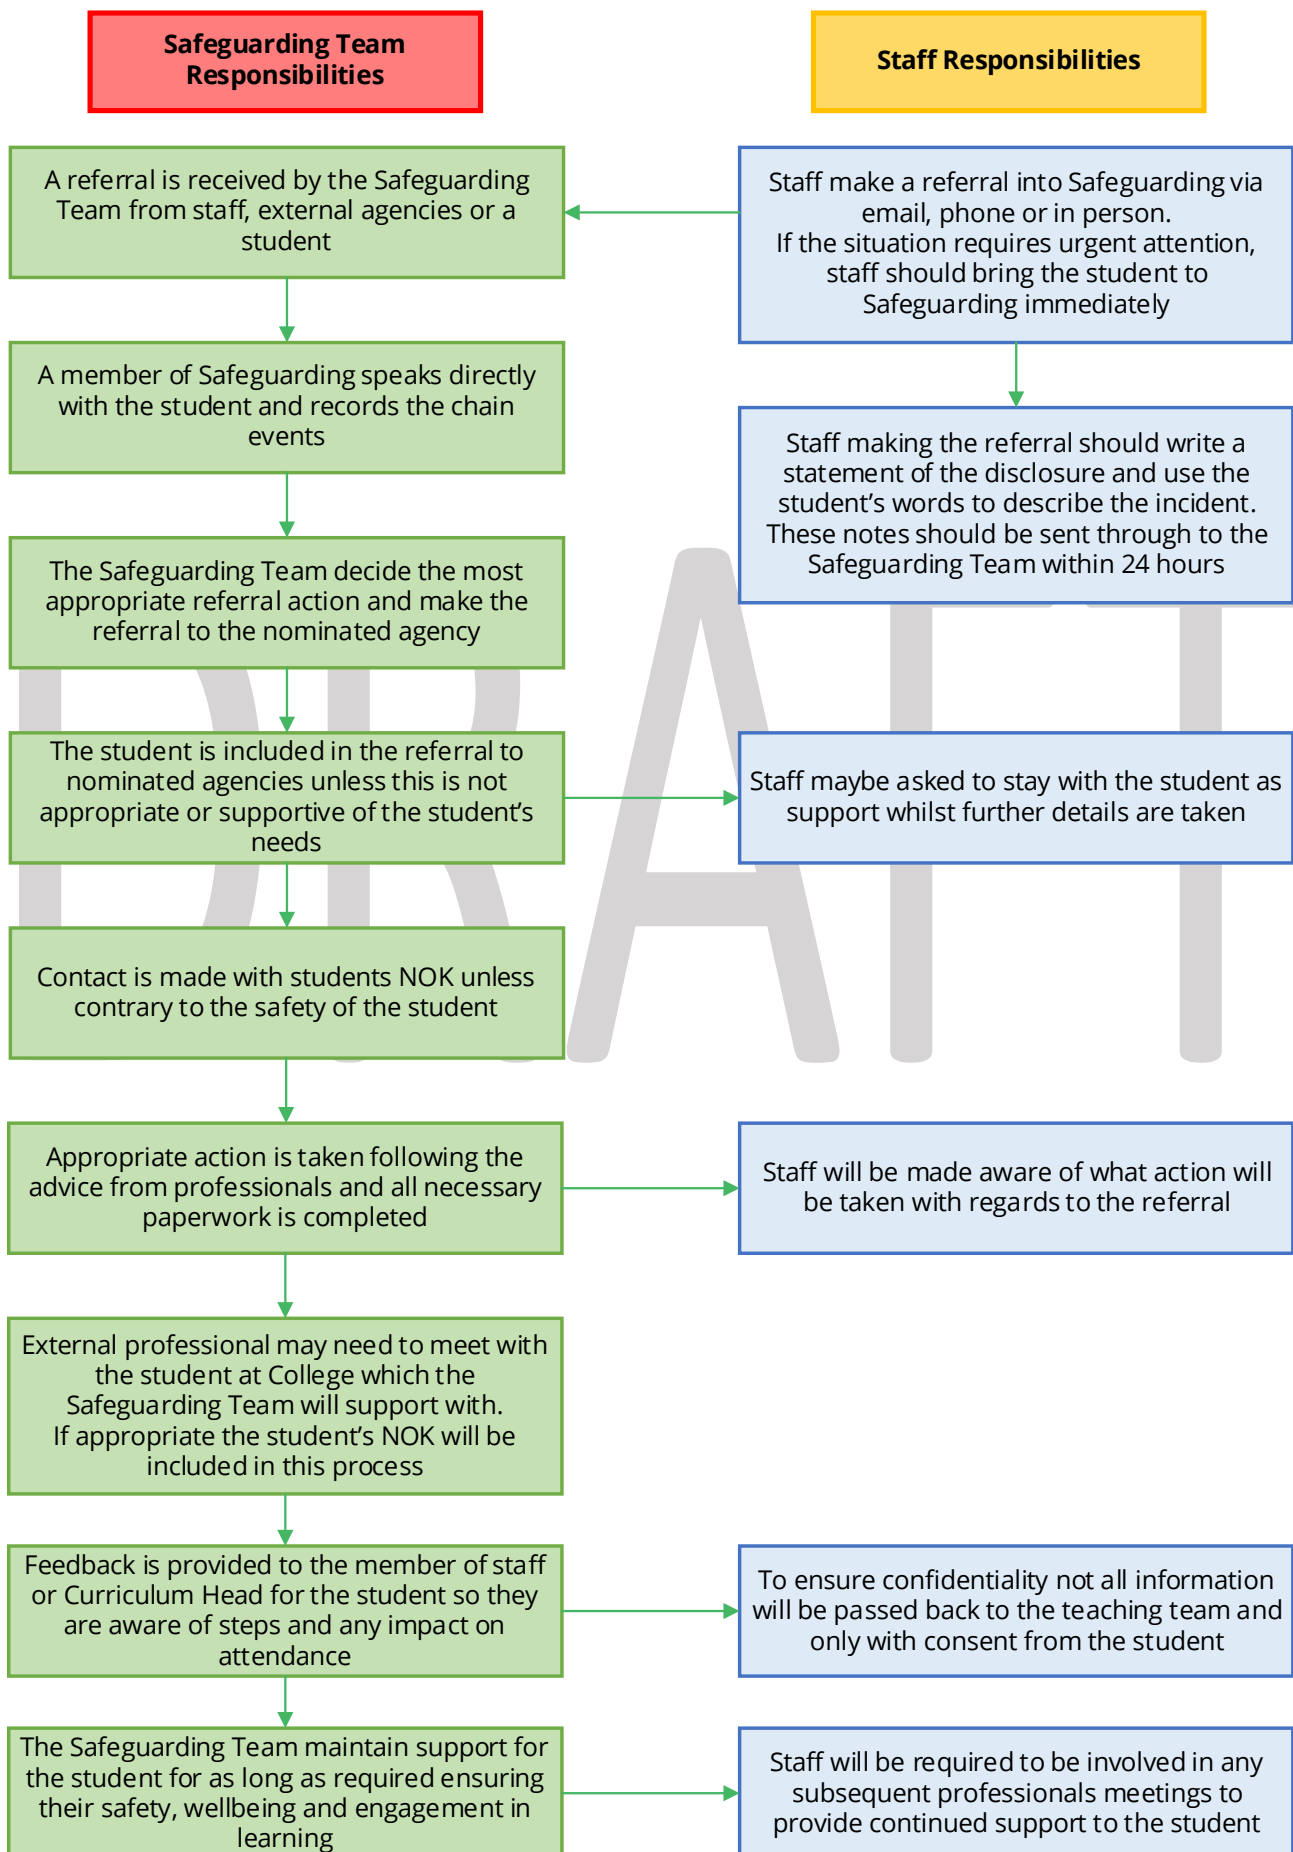 Safeguarding Team
Responsibilities
Staff Responsibilities
A referral is received by the Safeguarding
Team from staff, external agencies or a
student
Staff make a referral into Safeguarding via
email, phone or in person.
If the situation requires urgent attention,
staff should bring the student to
Safeguarding immediately
A member of Safeguarding speaks directly
with the student and records the chain
events
Staff making the referral should write a
statement of the disclosure and use the
student’s words to describe the incident.
These notes should be sent through to the
Safeguarding Team within 24 hours
The Safeguarding Team decide the most
appropriate referral action and make the
referral to the nominated agency
The student is included in the referral to
nominated agencies unless this is not
appropriate or supportive of the student’s
needs
Staff maybe asked to stay with the student as
support whilst further details are taken
Contact is made with students NOK unless
contrary to the safety of the student
Appropriate action is taken following the
advice from professionals and all necessary
paperwork is completed
Staff will be made aware of what action will
be taken with regards to the referral
External professional may need to meet with
the student at College which the
Safeguarding Team will support with.
If appropriate the student’s NOK will be
included in this process
Feedback is provided to the member of staff
or Curriculum Head for the student so they
are aware of steps and any impact on
attendance
To ensure confidentiality not all information
will be passed back to the teaching team and
only with consent from the student
The Safeguarding Team maintain support for
the student for as long as required ensuring
their safety, wellbeing and engagement in
learning
Staff will be required to be involved in any
subsequent professionals meetings to
provide continued support to the student
DRAFT